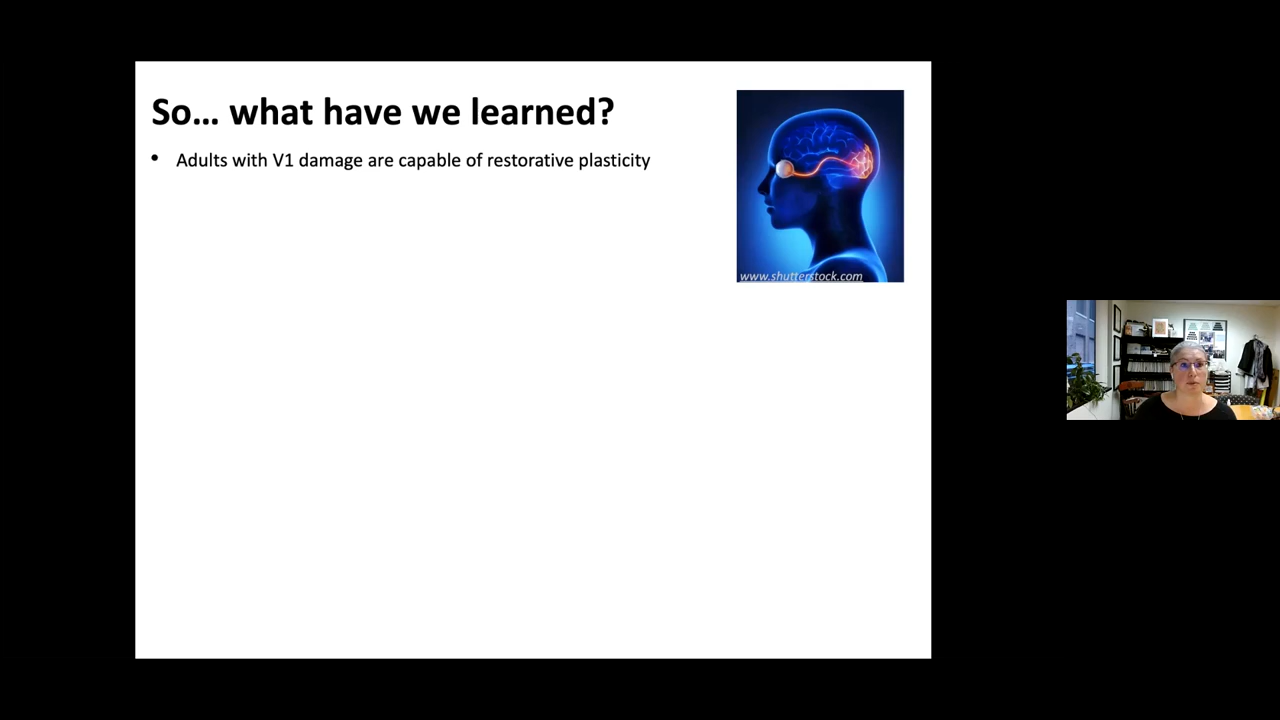 So… what have we learned?
• Adults with V1 damage are capable of restorative plasticity
www.shutterstock.com